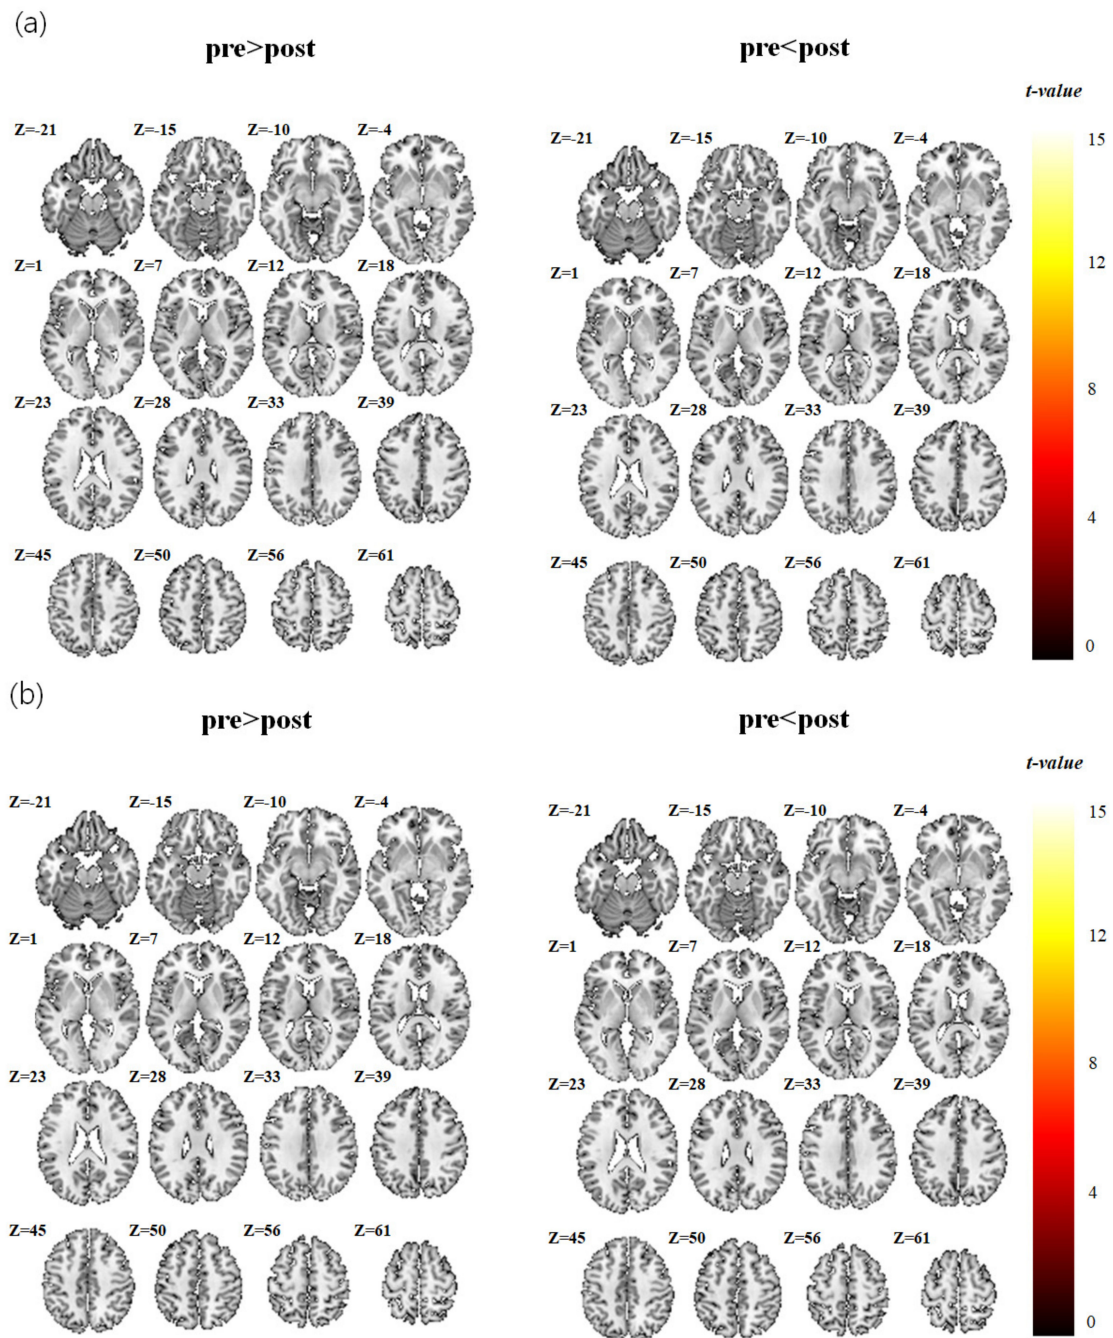 (a)
pre>post
pre<post
t-value
Z=-21 Z=-15 Z=-10 Z=-4
Z=-21 Z=-15 Z=-10 Z=-4
15
Z=1 Z=7 Z=12 Z=18
Z=1 Z=7 Z=12 Z=18
12
Z=23 Z=28 Z=33 Z=39
Z=23 Z=28 Z=33 Z=39
8
4
Z=45 Z=50 Z=56 Z=61
Z=45 Z=50 Z=56 Z=61
0
(b)
pre>post
pre<post
t-value
Z=-21 Z=-15 Z=-10 Z=-4
Z=-21 Z=-15 Z=-10 Z=-4
15
Z=1 Z=7 Z=12 Z=18
Z=1 Z=7 Z=12 Z=18
12
Z=23 Z=28 Z=33 Z=39
Z=23 Z=28 Z=33 Z=39
8
4
Z=45 Z=50 Z=56 Z=61
Z=45 Z=50 Z=56 Z=61
0